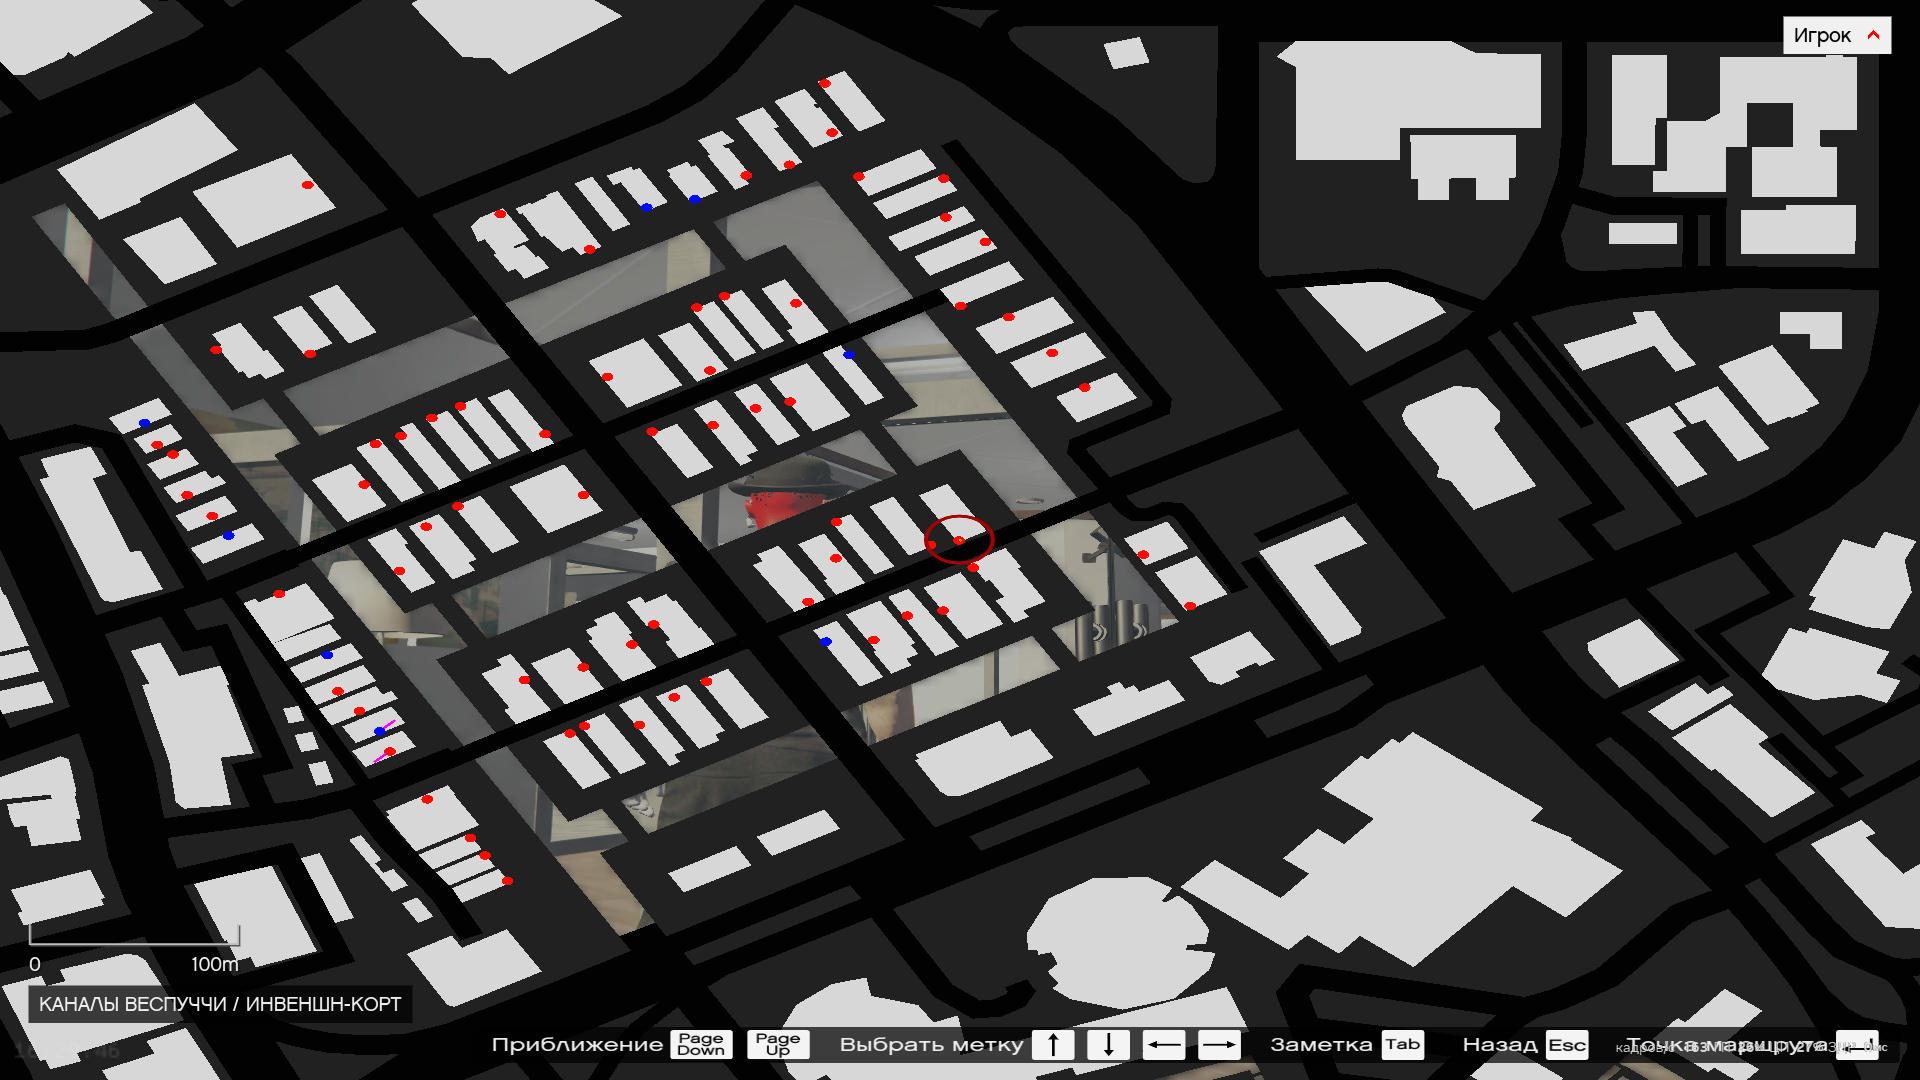 Игрок
0 100m
КАНАЛЫ ВЕСПУЧЧИ / ИНВЕНШН-КОРТ
Приближение Page Down Page Up Выбрать метку ↑ ↓ ← → Заметка Tab Назад Esc Точка маршрута